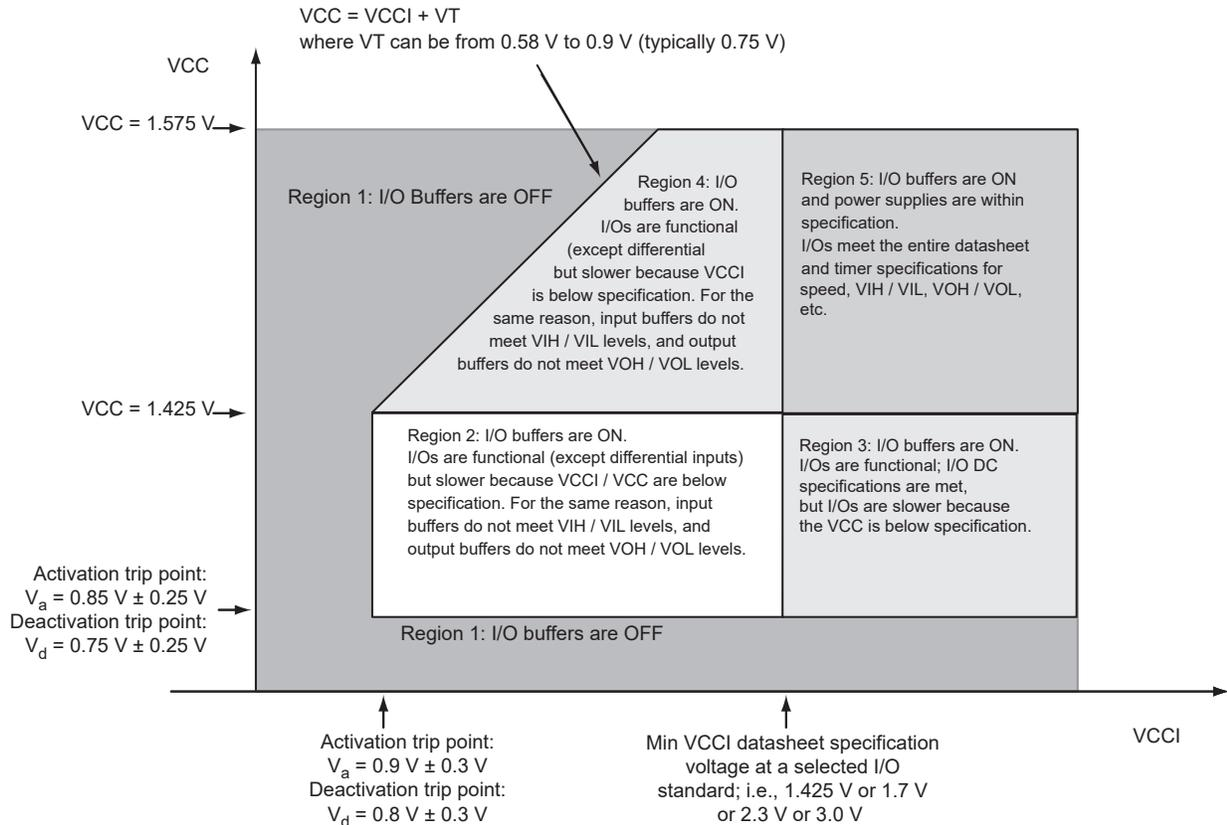 VCC = VCCI + VT
where VT can be from 0.58 V to 0.9 V (typically 0.75 V)
VCC
VCC = 1.575 V
Region 1: I/O Buffers are OFF
Region 4: I/O
buffers are ON.
I/Os are functional
(except differential
but slower because VCCI
is below specification. For the
same reason, input buffers do not
meet VIH / VIL levels, and output
buffers do not meet VOH / VOL levels.
Region 5: I/O buffers are ON
and power supplies are within
specification.
I/Os meet the entire datasheet
and timer specifications for
speed, VIH / VIL, VOH / VOL,
etc.
VCC = 1.425 V
Region 2: I/O buffers are ON.
I/Os are functional (except differential inputs)
but slower because VCCI / VCC are below
specification. For the same reason, input
buffers do not meet VIH / VIL levels, and
output buffers do not meet VOH / VOL levels.
Region 3: I/O buffers are ON.
I/Os are functional; I/O DC
specifications are met,
but I/Os are slower because
the VCC is below specification.
Activation trip point:
Va = 0.85 V ± 0.25 V
Deactivation trip point:
Vd = 0.75 V ± 0.25 V
Region 1: I/O buffers are OFF
Activation trip point:
Va = 0.9 V ± 0.3 V
Deactivation trip point:
Vd = 0.8 V ± 0.3 V
Min VCCI datasheet specification
voltage at a selected I/O
standard; i.e., 1.425 V or 1.7 V
or 2.3 V or 3.0 V
VCCI